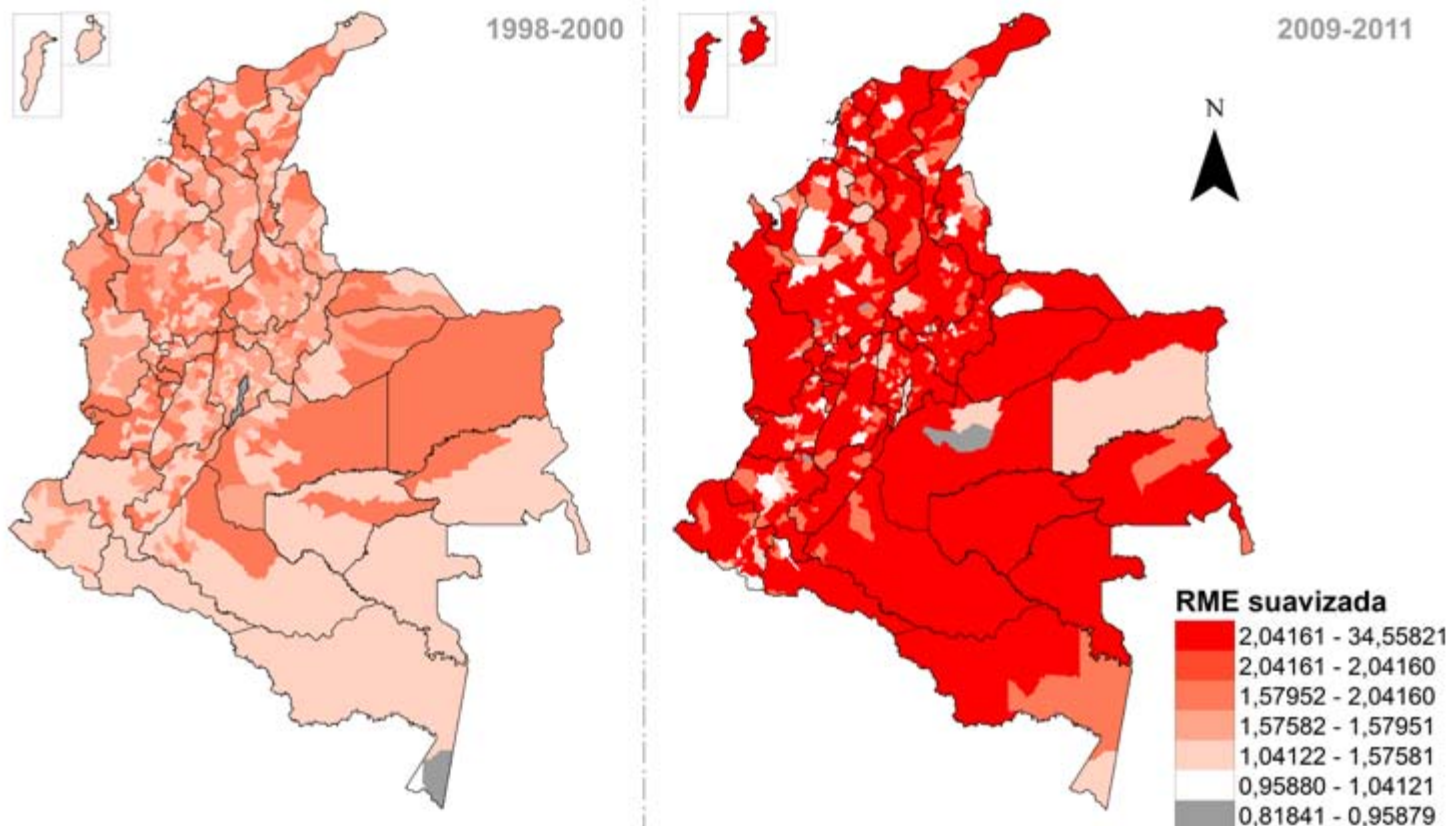 1998-2000
2009-2011
N
RME suavizada
2,04161 - 34,55821
2,04161 - 2,04160
1,57952 - 2,04160
1,57582 - 1,57951
1,04122 - 1,57581
0,95880 - 1,04121
0,81841 - 0,95879